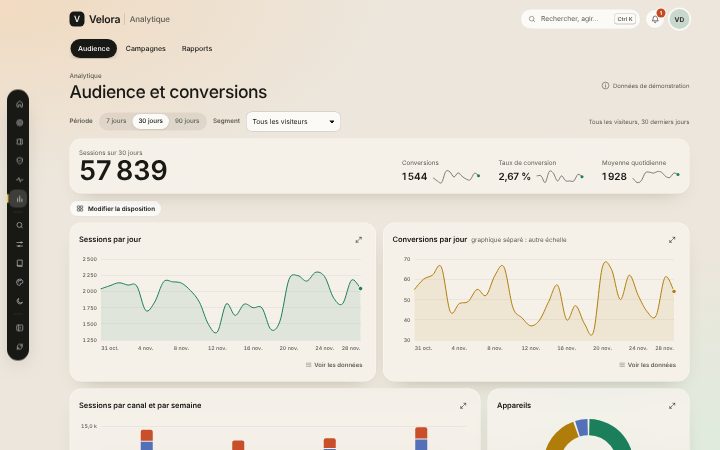 V Velora Analytique
Rechercher, agir... Ctrl K
1
VD
Audience Campagnes Rapports
Analytique
Audience et conversions
Données de démonstration
Période 7 jours 30 jours 90 jours Segment Tous les visiteurs
Tous les visiteurs, 30 derniers jours
Sessions sur 30 jours
57 839
Conversions
1 544
Taux de conversion
2,67 %
Moyenne quotidienne
1 928
Modifier la disposition
Sessions par jour
2 500
2 250
2 000
1 750
1 500
1 250
31 oct. 4 nov. 8 nov. 12 nov. 16 nov. 20 nov. 24 nov. 28 nov.
Voir les données
Conversions par jour graphique séparé : autre échelle
70
60
50
40
30
31 oct. 4 nov. 8 nov. 12 nov. 16 nov. 20 nov. 24 nov. 28 nov.
Voir les données
Sessions par canal et par semaine
15,0 k
Appareils